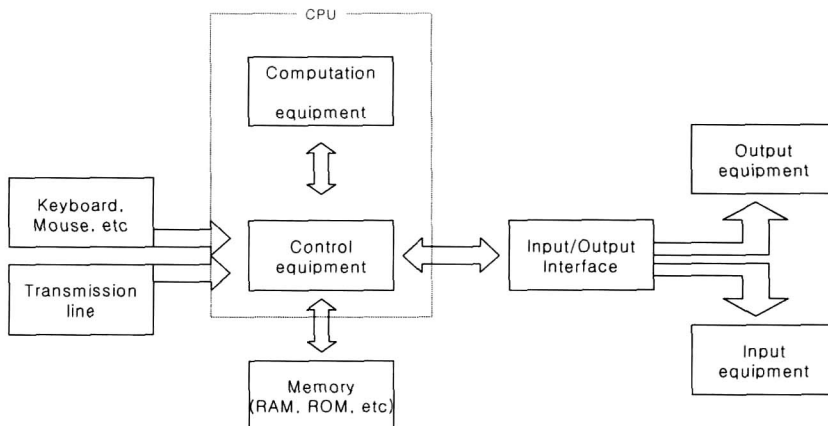 CPU
Computation
equipment
Keyboard,
Mouse, etc
Transmission
line
Control
equipment
Memory
(RAM, ROM, etc)
Input/Output
Interface
Output
equipment
Input
equipment